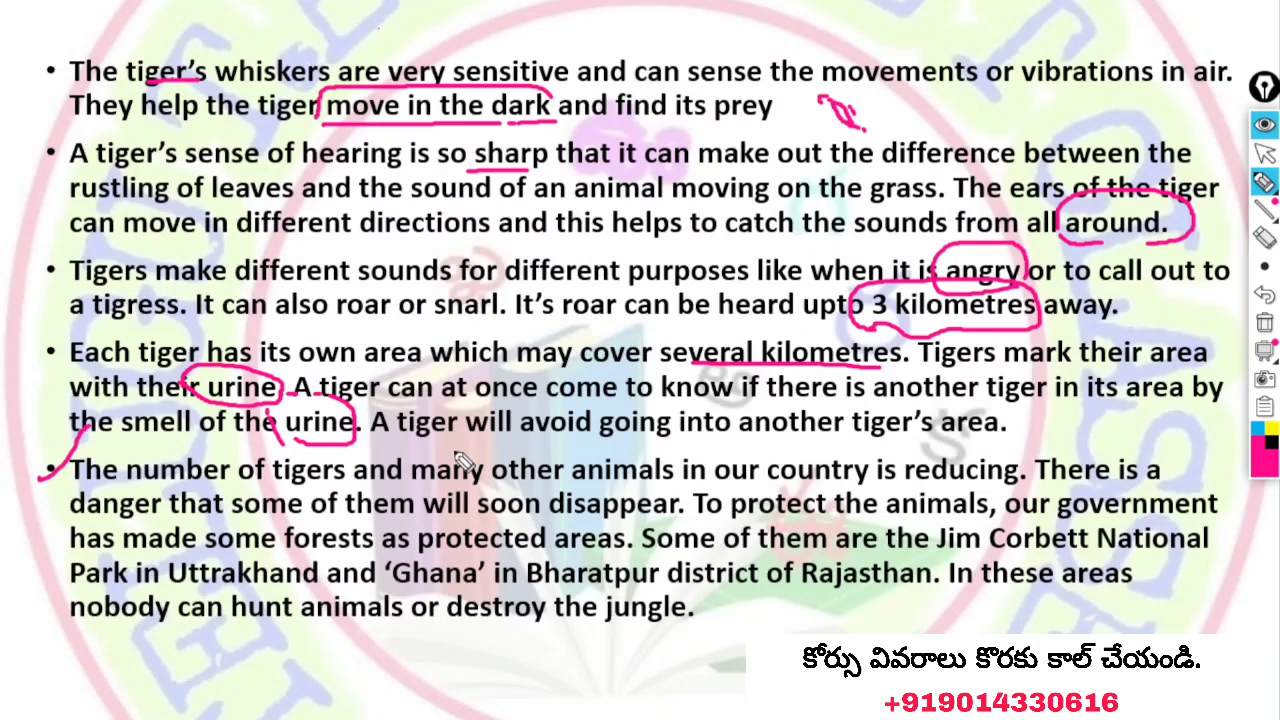 • The tiger's whiskers are very sensitive and can sense the movements or vibrations in air.
They help the tiger move in the dark and find its prey
• A tiger's sense of hearing is so sharp that it can make out the difference between the
rustling of leaves and the sound of an animal moving on the grass. The ears of the tiger
can move in different directions and this helps to catch the sounds from all around.
• Tigers make different sounds for different purposes like when it is angry or to call out to
a tigress. It can also roar or snarl. It's roar can be heard upto 3 kilometres away.
• Each tiger has its own area which may cover several kilometres. Tigers mark their area
with their urine. A tiger can at once come to know if there is another tiger in its area by
the smell of the urine. A tiger will avoid going into another tiger's area.
• The number of tigers and many other animals in our country is reducing. There is a
danger that some of them will soon disappear. To protect the animals, our government
has made some forests as protected areas. Some of them are the Jim Corbett National
Park in Uttrakhand and ‘Ghana’ in Bharatpur district of Rajasthan. In these areas
nobody can hunt animals or destroy the jungle.
కోర్సు వివరాలు కొరకు కాల్ చేయండి.
+919014330616